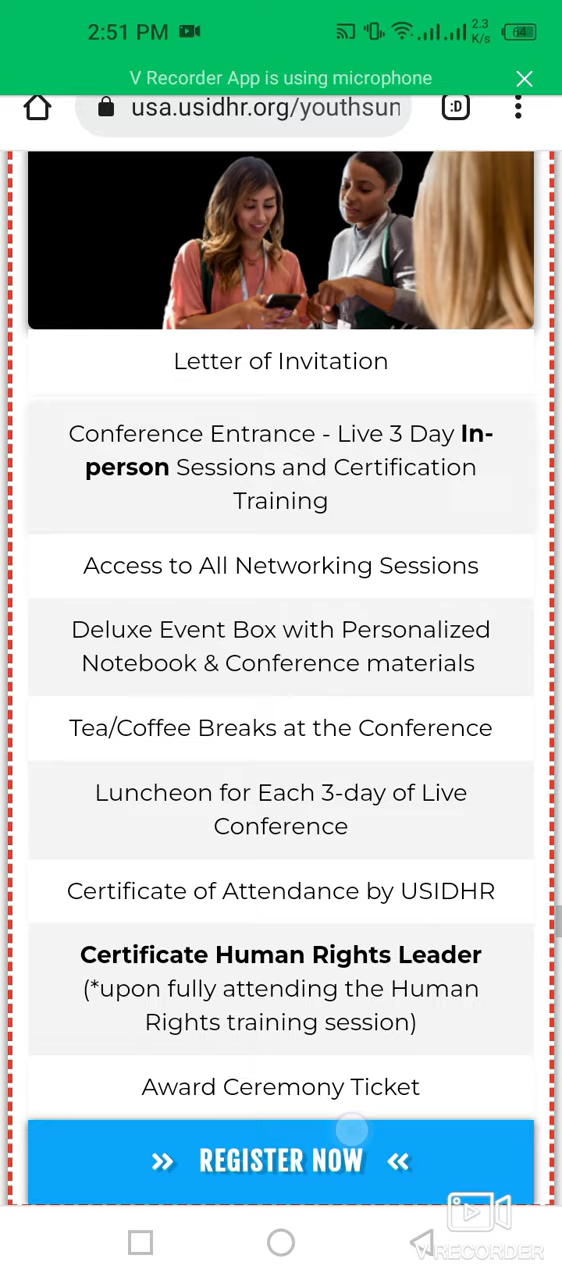 2:51 PM
2.3
K/s
64
V Recorder App is using microphone
usa.usidhr.org/youthsun
:D
Letter of Invitation
Conference Entrance - Live 3 Day In-
person Sessions and Certification
Training
Access to All Networking Sessions
Deluxe Event Box with Personalized
Notebook & Conference materials
Tea/Coffee Breaks at the Conference
Luncheon for Each 3-day of Live
Conference
Certificate of Attendance by USIDHR
Certificate Human Rights Leader
(*upon fully attending the Human
Rights training session)
Award Ceremony Ticket
>> REGISTER NOW <<
V RECORDER